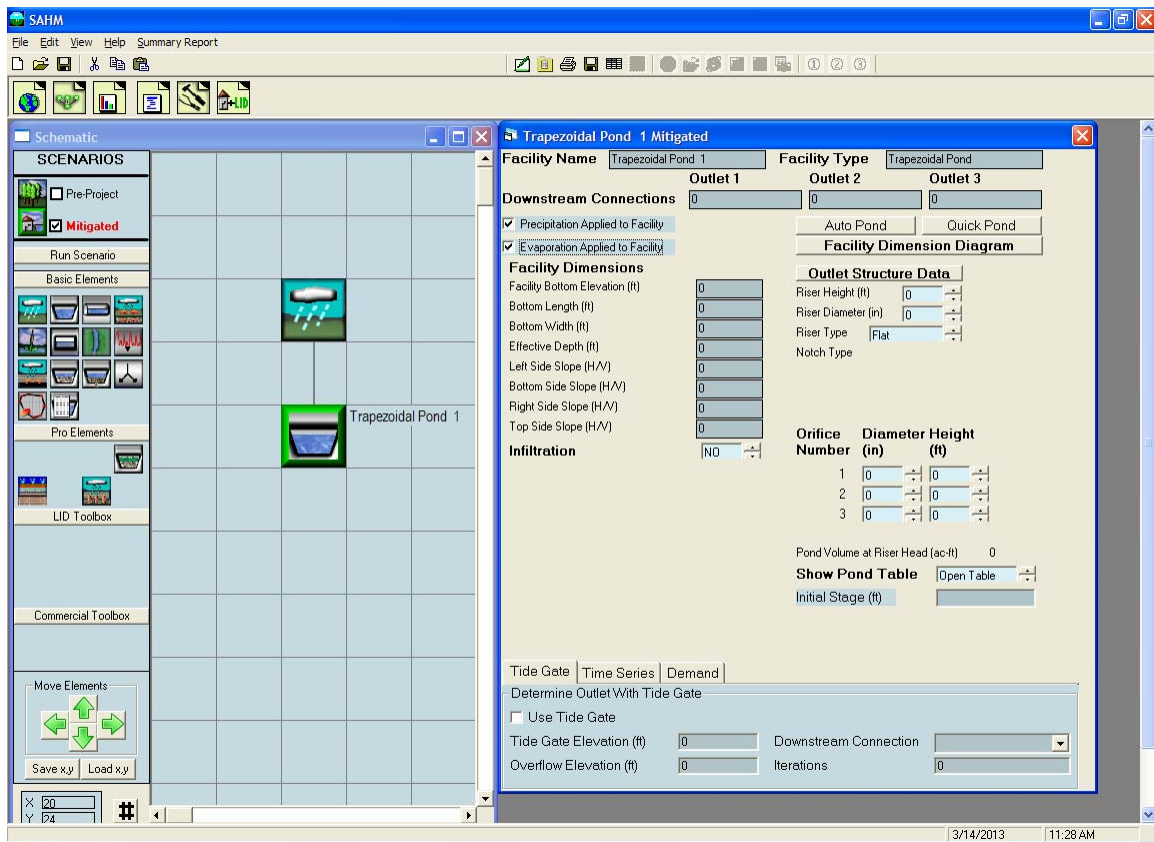 SAHM
File Edit View Help Summary Report
+LID
Schematic
SCENARIOS
Pre-Project
Mitigated
Run Scenario
Basic Elements
Pro Elements
LID Toolbox
Commercial Toolbox
Move Elements
Save x,y Load x,y
X 20
Y 24
#
Trapezoidal Pond 1
Trapezoidal Pond 1 Mitigated
Facility Name Trapezoidal Pond 1 Facility Type Trapezoidal Pond
Outlet 1 Outlet 2 Outlet 3
Downstream Connections 0 0 0
Precipitation Applied to Facility Auto Pond Quick Pond
Evaporation Applied to Facility Facility Dimension Diagram
Facility Dimensions
Facility Bottom Elevation (ft) 0
Bottom Length (ft) 0
Bottom Width (ft) 0
Effective Depth (ft) 0
Left Side Slope (H/V) 0
Bottom Side Slope (H/V) 0
Right Side Slope (H/V) 0
Top Side Slope (H/V) 0
Infiltration NO
Outlet Structure Data
Riser Height (ft) 0
Riser Diameter (in) 0
Riser Type Flat
Notch Type
Orifice Diameter Height
Number (in) (ft)
1 0 0
2 0 0
3 0 0
Pond Volume at Riser Head (ac-ft) 0
Show Pond Table Open Table
Initial Stage (ft)
Tide Gate Time Series Demand
Determine Outlet With Tide Gate
Use Tide Gate
Tide Gate Elevation (ft) 0 Downstream Connection
Overflow Elevation (ft) 0 Iterations 0
3/14/2013 11:28 AM